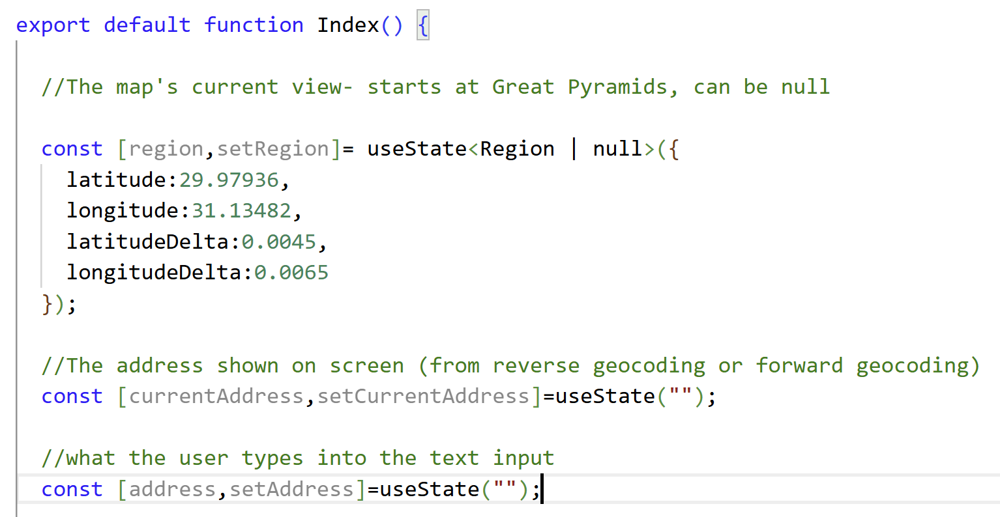 export default function Index() {
//The map's current view- starts at Great Pyramids, can be null
const [region,setRegion]= useState<Region | null>({
latitude:29.97936,
longitude:31.13482,
latitudeDelta:0.0045,
longitudeDelta:0.0065
});
//The address shown on screen (from reverse geocoding or forward geocoding)
const [currentAddress,setCurrentAddress]=useState("");
//what the user types into the text input
const [address,setAddress]=useState("");